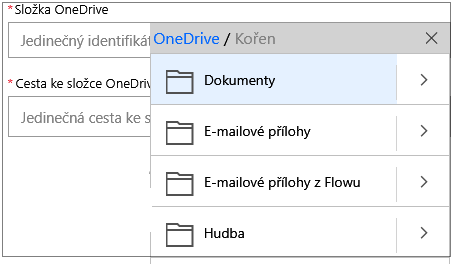 * Složka OneDrive
Jedinečný identifikát
* Cesta ke složce OneDriv
Jedinečná cesta ke s
OneDrive / Kořen
Dokumenty
E-mailové přílohy
E-mailové přílohy z Flowu
Hudba